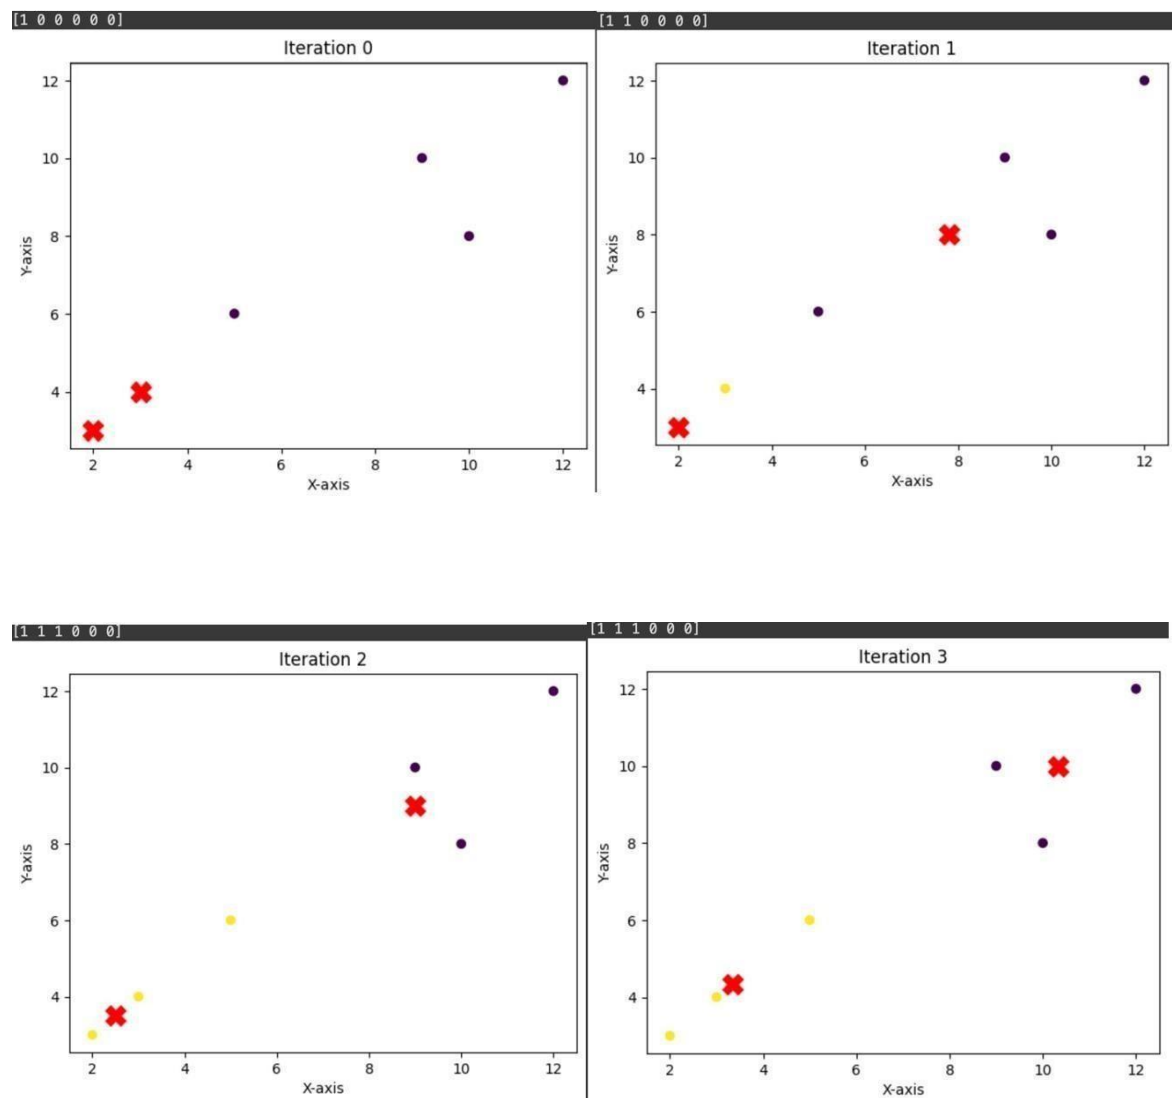 [1 0 0 0 0 0]
Iteration 0
12
10
8
6
4
Y-axis
2 4 6 8 10 12
X-axis
[1 1 0 0 0 0]
Iteration 1
12
10
8
6
4
Y-axis
2 4 6 8 10 12
X-axis
[1 1 1 0 0 0]
Iteration 2
12
10
8
6
4
Y-axis
2 4 6 8 10 12
X-axis
[1 1 1 0 0 0]
Iteration 3
12
10
8
6
4
Y-axis
2 4 6 8 10 12
X-axis